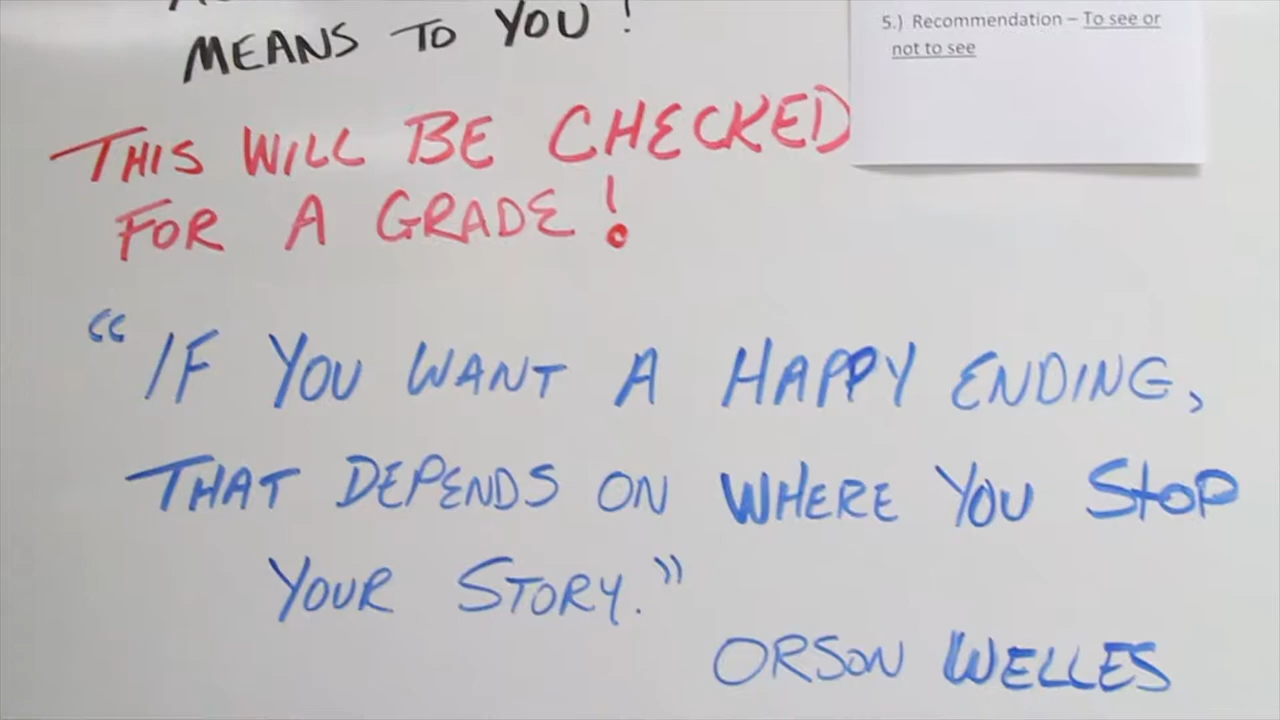 MEANS TO YOU!
5.) Recommendation – To see or
not to see
THIS WILL BE CHECKED
FOR A GRADE!
“IF YOU WANT A HAPPY ENDING,
THAT DEPENDS ON WHERE YOU StoP
YOUR STORY.”
ORSON WELLES